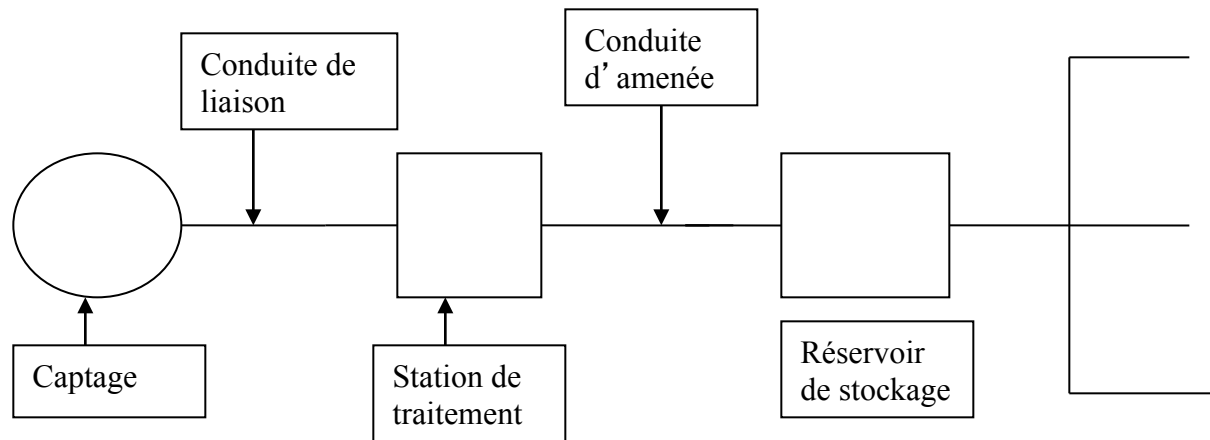 Conduite de
liaison
Conduite
d’amenée
Captage
Station de
traitement
Réservoir
de stockage